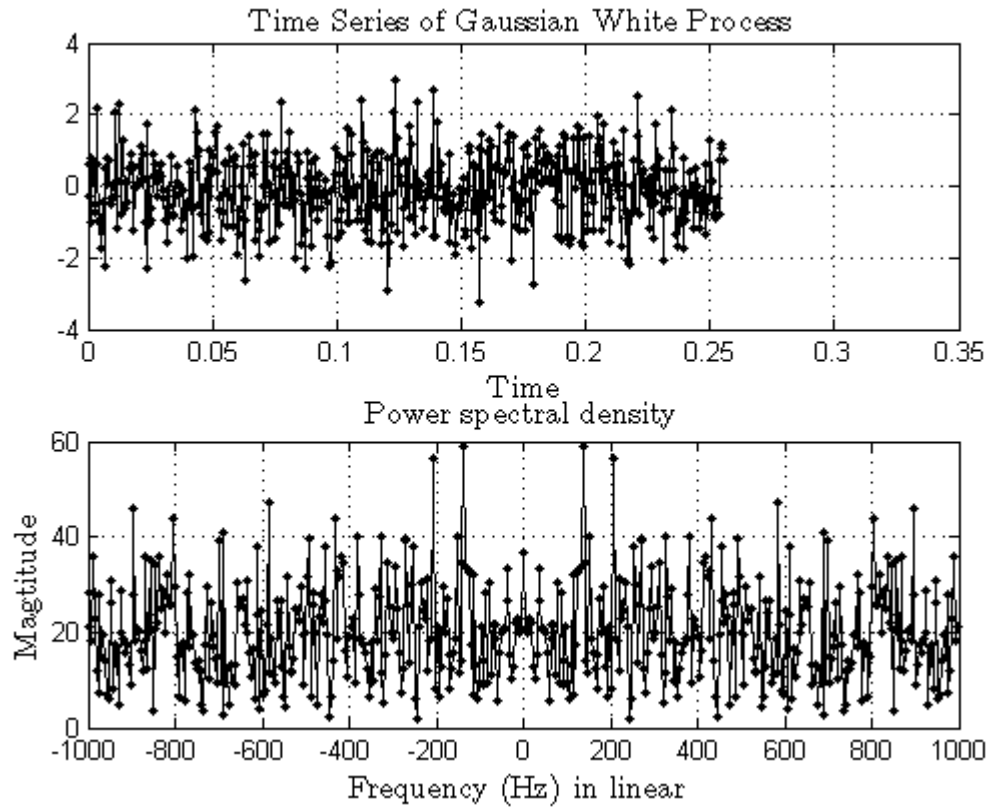 Time Series of Gaussian White Process
4
2
0
-2
-4
0 0.05 0.1 0.15 0.2 0.25 0.3 0.35
Time
Power spectral density
60
40
20
0
Magtitude
-1000 -800 -600 -400 -200 0 200 400 600 800 1000
Frequency (Hz) in linear